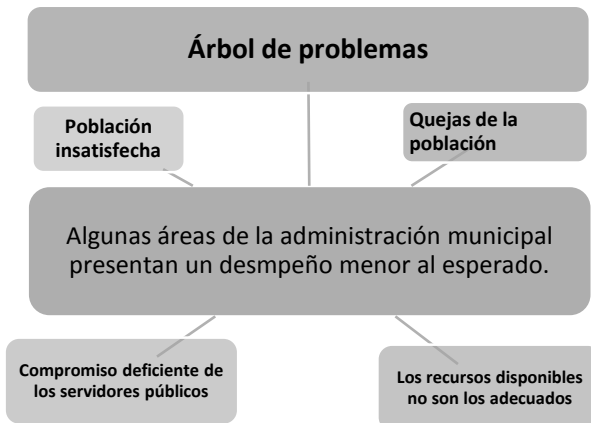 Árbol de problemas
Población
insatisfecha
Quejas de la
población
Algunas áreas de la administración municipal
presentan un desmpeño menor al esperado.
Compromiso deficiente de
los servidores públicos
Los recursos disponibles
no son los adecuados